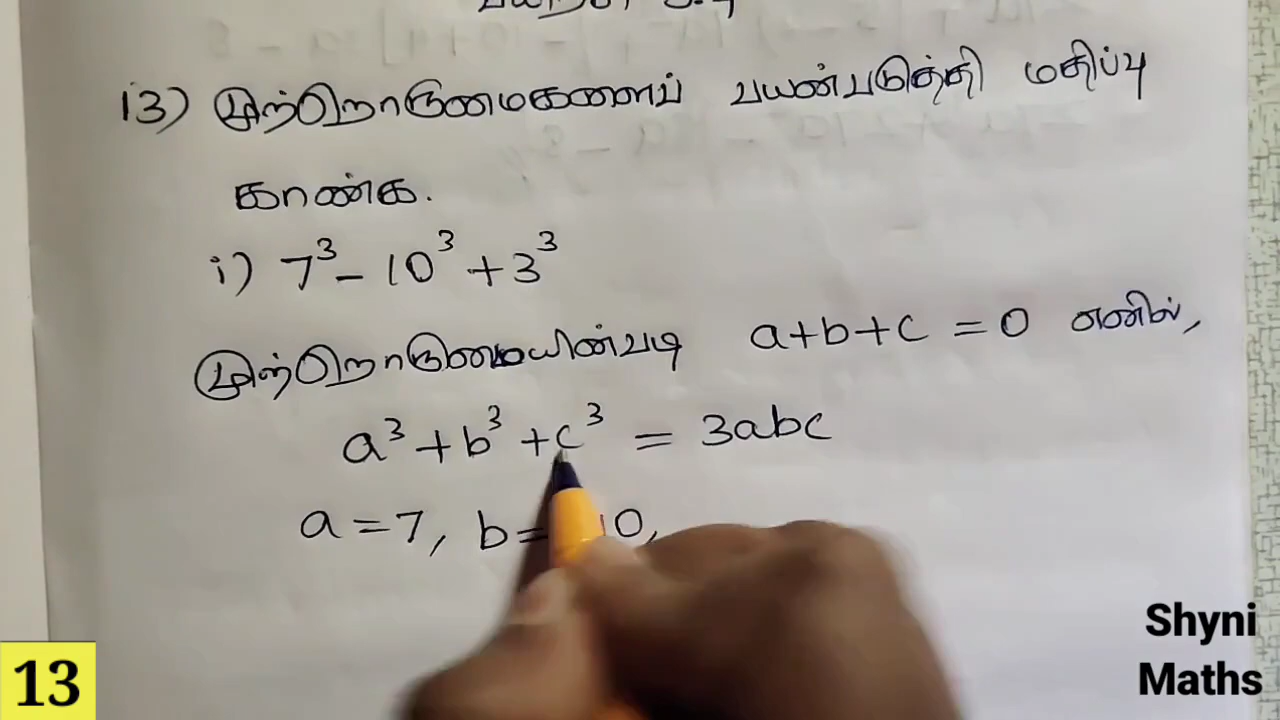 13) முற்றொருமைகளைப் பயன்படுத்தி மதிப்பு
காண்க.
i) 7³ - 10³ + 3³
முற்றொருமையின்படி a+b+c = 0 எனில்,
a³ + b³ + c³ = 3abc
a = 7, b = 10,
Shyni
Maths
13